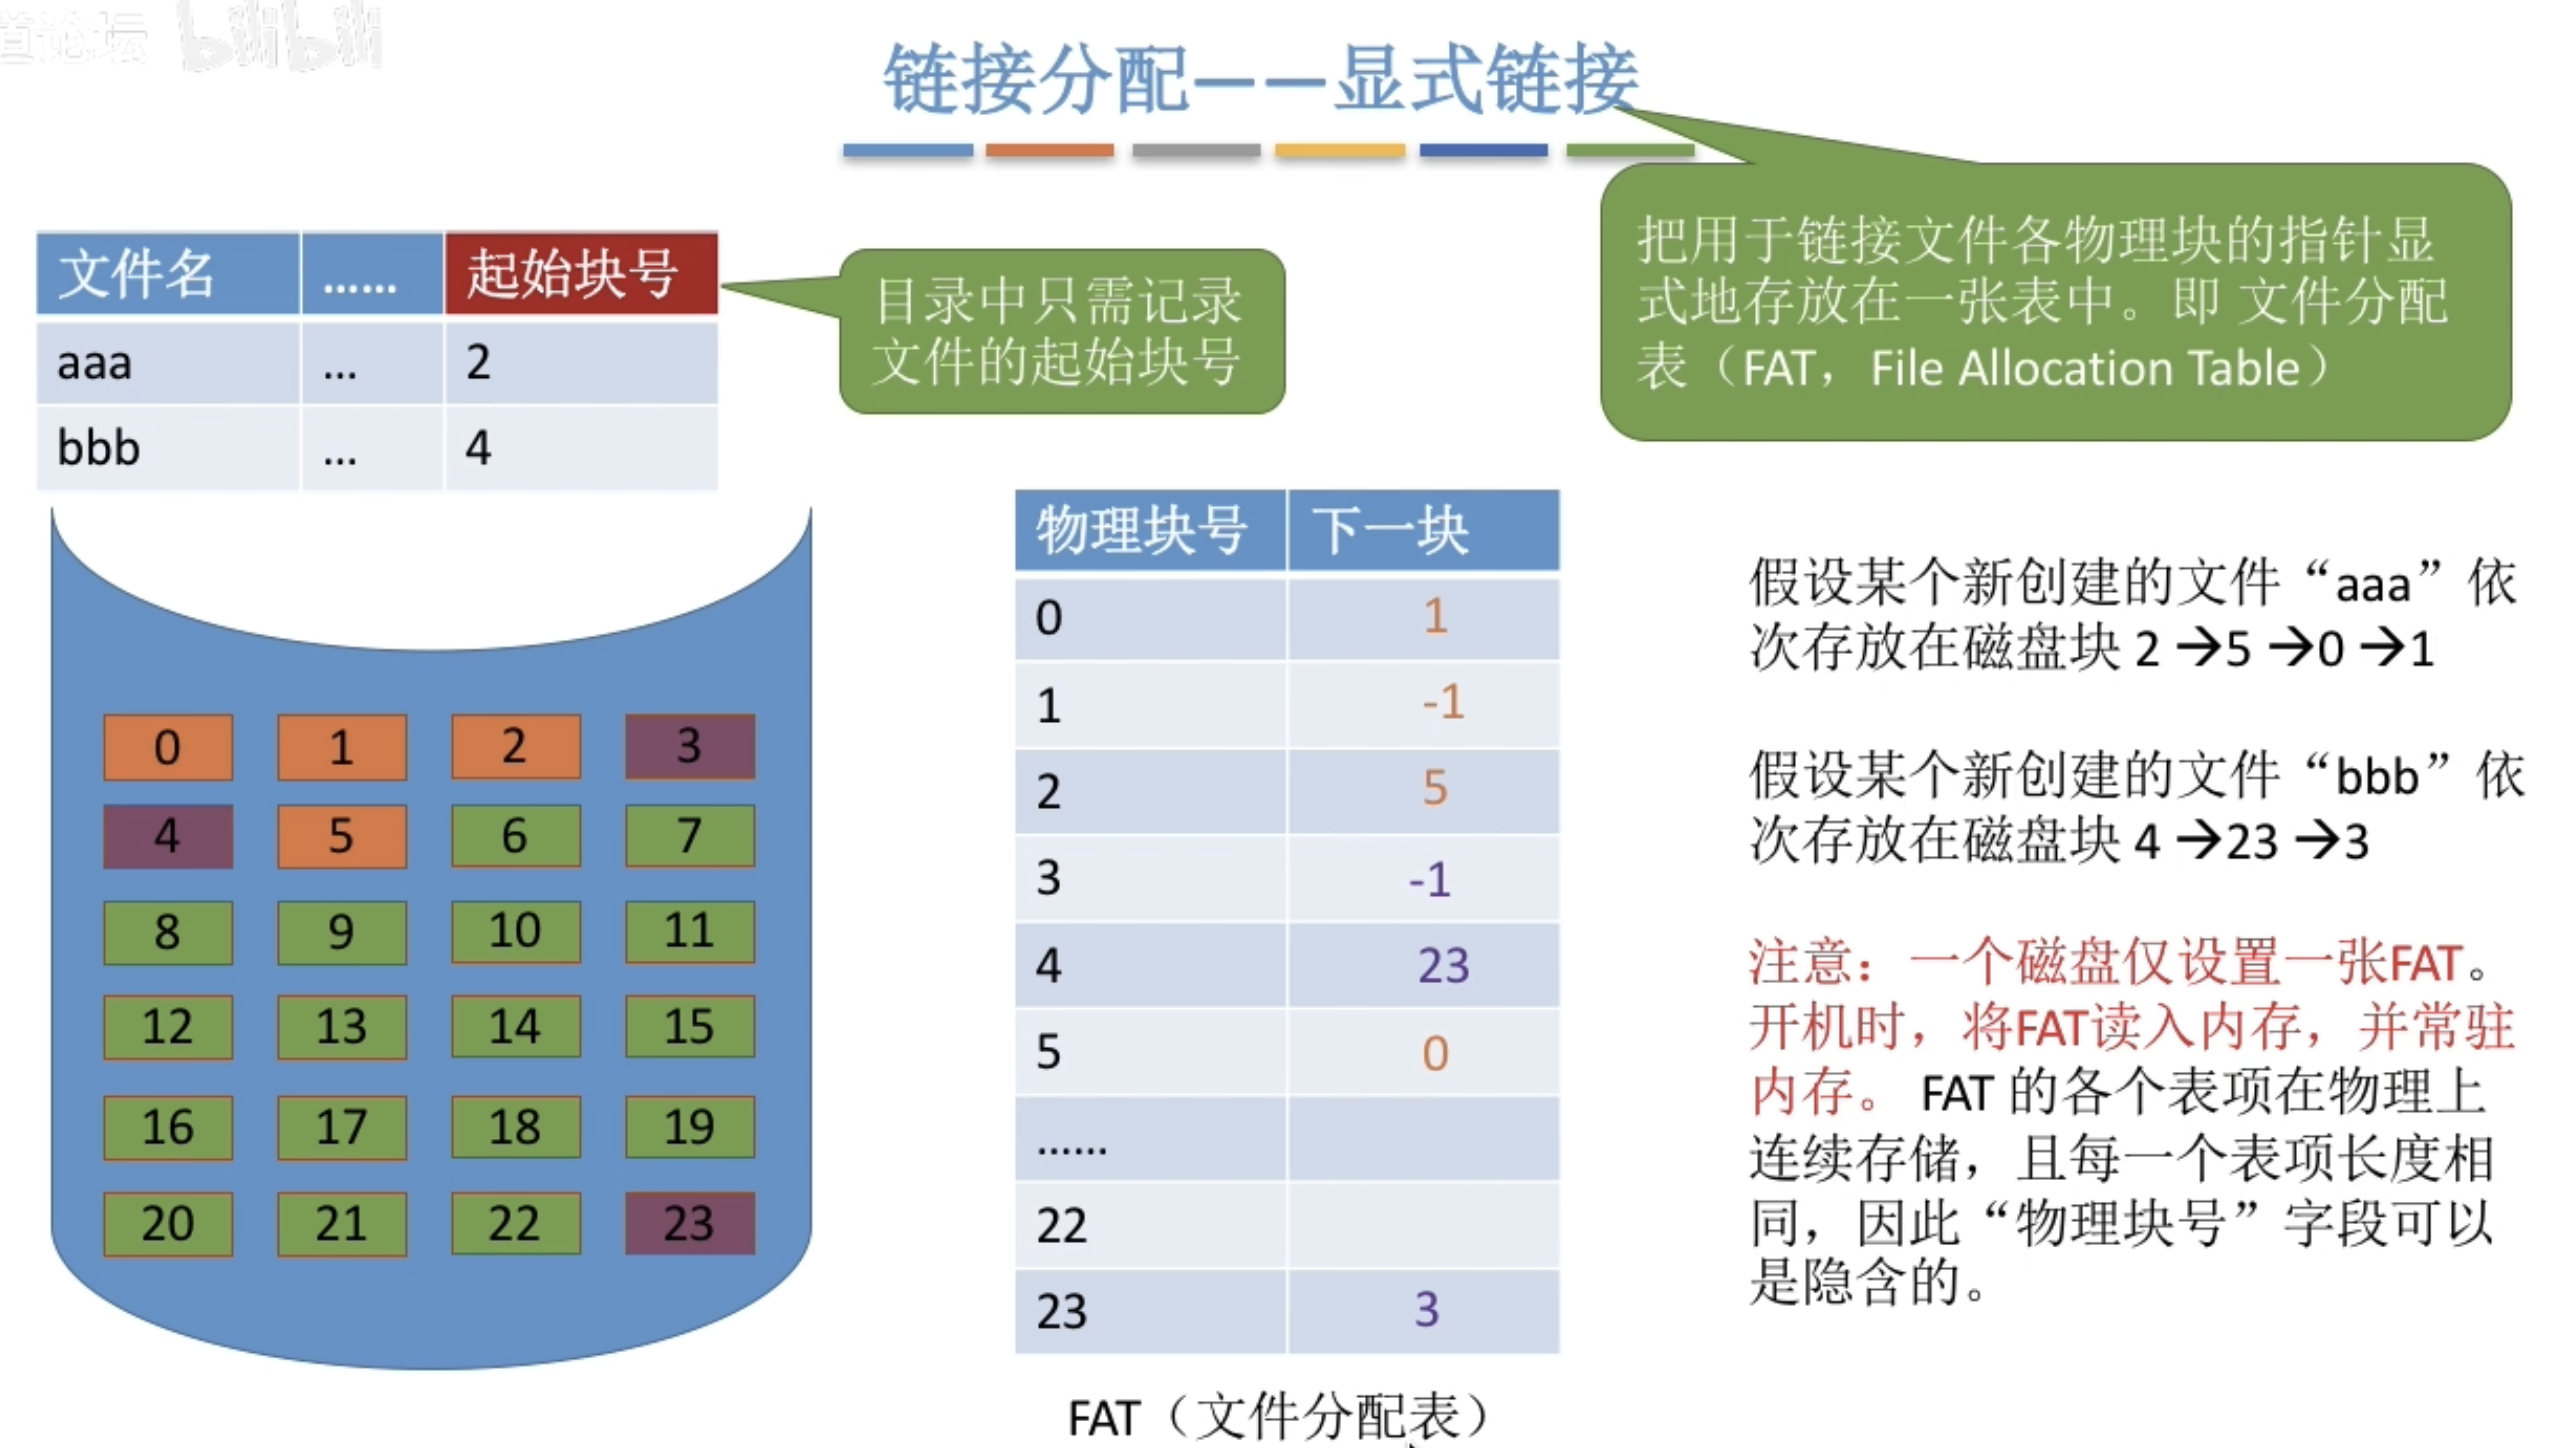 道论坛 bilibili
链接分配——显式链接
把用于链接文件各物理块的指针显
式地存放在一张表中。即 文件分配
表（FAT，File Allocation Table）
文件名 …… 起始块号
aaa … 2
bbb … 4
目录中只需记录
文件的起始块号
0 1 2 3
4 5 6 7
8 9 10 11
12 13 14 15
16 17 18 19
20 21 22 23
物理块号 下一块
0 1
1 -1
2 5
3 -1
4 23
5 0
……
22
23 3
FAT（文件分配表）
假设某个新创建的文件“aaa”依
次存放在磁盘块 2 →5 →0 →1
假设某个新创建的文件“bbb”依
次存放在磁盘块 4 →23 →3
注意：一个磁盘仅设置一张FAT。
开机时，将FAT读入内存，并常驻
内存。 FAT 的各个表项在物理上
连续存储，且每一个表项长度相
同，因此“物理块号”字段可以
是隐含的。